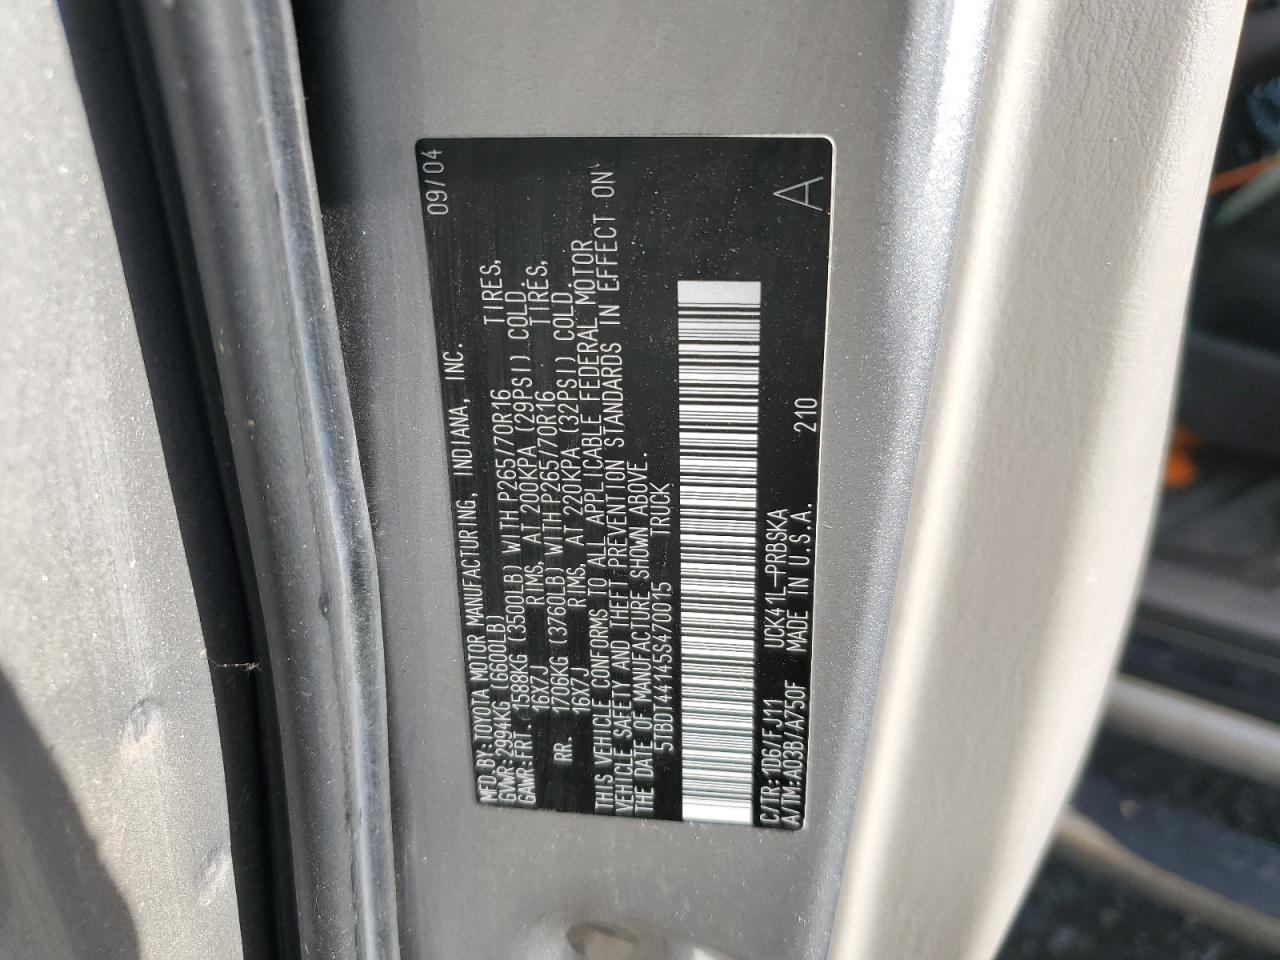 MFD.BY:TOYOTA MOTOR MANUFACTURING, INDIANA, INC. 09/04
GVWR:2994KG (6600LB)
GAWR:FRT. 1588KG (3500LB) WITH P265/70R16 TIRES,
16X7J RIMS, AT 200KPA (29PSI) COLD.
RR. 1706KG (3760LB) WITH P265/70R16 TIRES,
16X7J RIMS, AT 220KPA (32PSI) COLD.
THIS VEHICLE CONFORMS TO ALL APPLICABLE FEDERAL MOTOR
VEHICLE SAFETY AND THEFT PREVENTION STANDARDS IN EFFECT ON
THE DATE OF MANUFACTURE SHOWN ABOVE.
5TBDT44145S470015 TRUCK
C/TR:1D6/FJ11 UCK41L-PRBSKA 210 A
A/TM:A03B/A750F MADE IN U.S.A.